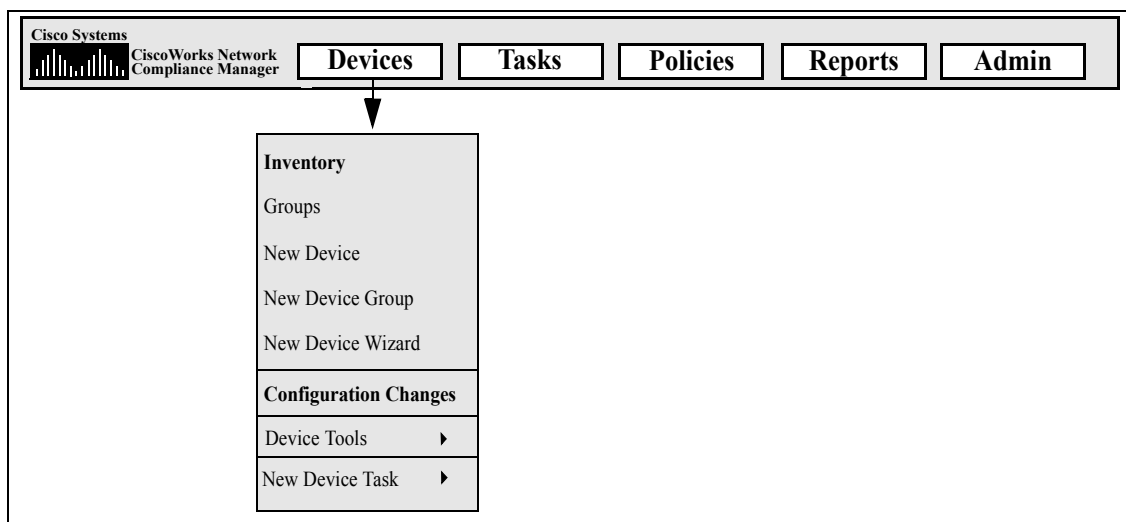 Cisco Systems
CiscoWorks Network
Compliance Manager
Devices
Tasks
Policies
Reports
Admin
Inventory
Groups
New Device
New Device Group
New Device Wizard
Configuration Changes
Device Tools
New Device Task